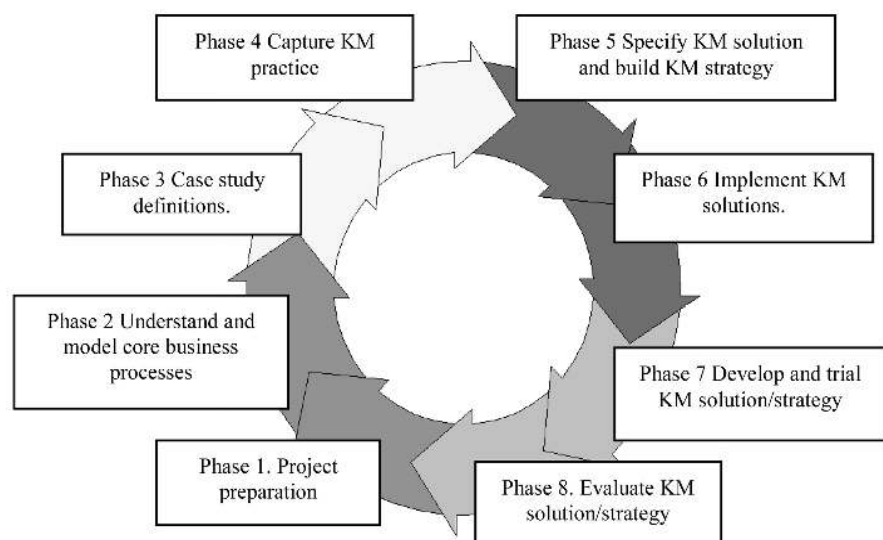 Phase 4 Capture KM
practice
Phase 5 Specify KM solution
and build KM strategy
Phase 3 Case study
definitions.
Phase 6 Implement KM
solutions.
Phase 2 Understand and
model core business
processes
Phase 7 Develop and trial
KM solution/strategy
Phase 1. Project
preparation
Phase 8. Evaluate KM
solution/strategy